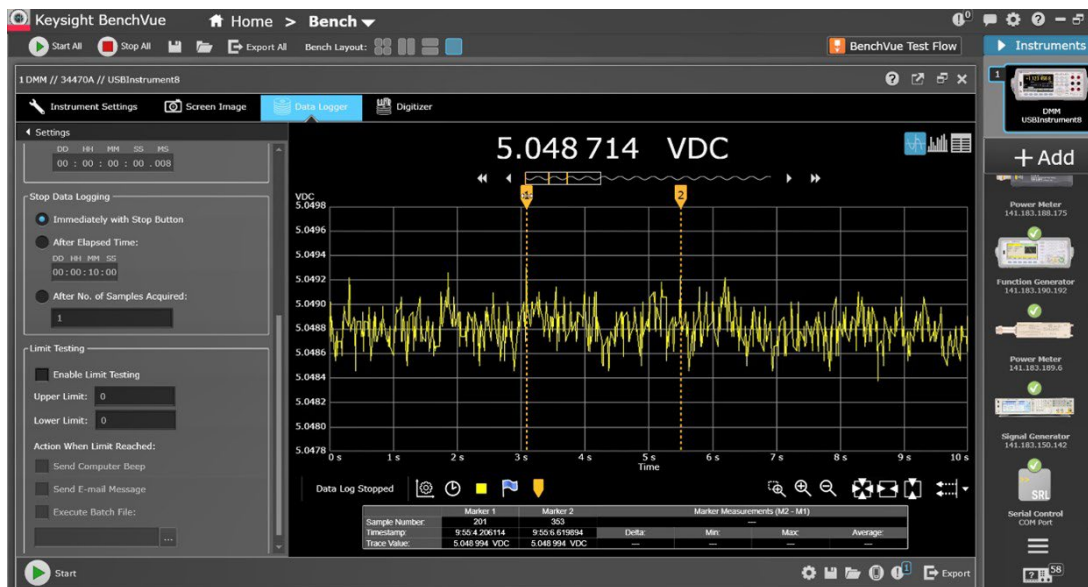 Keysight BenchVue Home > Bench
Start All Stop All Export All Bench Layout: BenchVue Test Flow Instruments
1 DMM // 34470A // USBInstrument8
Instrument Settings Screen Image Data Logger Digitizer
Settings
DD HH MM SS MS
00 : 00 : 00 : 00 .008
Stop Data Logging
Immediately with Stop Button
After Elapsed Time:
DD HH MM SS
00:00:10:00
After No. of Samples Acquired:
1
Limit Testing
Enable Limit Testing
Upper Limit: 0
Lower Limit: 0
Action When Limit Reached:
Send Computer Beep
Send E-mail Message
Execute Batch File:
...
Start
5.048 714 VDC
VDC
1 2
5.0498
5.0496
5.0494
5.0492
5.0490
5.0488
5.0486
5.0484
5.0482
5.0480
5.0478
0 s 1 s 2 s 3 s 4 s 5 s 6 s 7 s 8 s 9 s 10 s
Time
Data Log Stopped
Marker 1 Marker 2 Marker Measurements (M2 - M1)
Sample Number: 201 353 ---
Timestamp: 9:55:4.206114 9:55:6.619894 Delta: Min: Max: Average:
Trace Value: 5.048 994 VDC 5.048 994 VDC --- --- --- ---
1 Export
1
DMM
USBInstrument8
+ Add
Power Meter
141.183.188.175
Function Generator
141.183.190.192
Power Meter
141.183.189.6
Signal Generator
141.183.150.142
SRL
Serial Control
COM Port
58